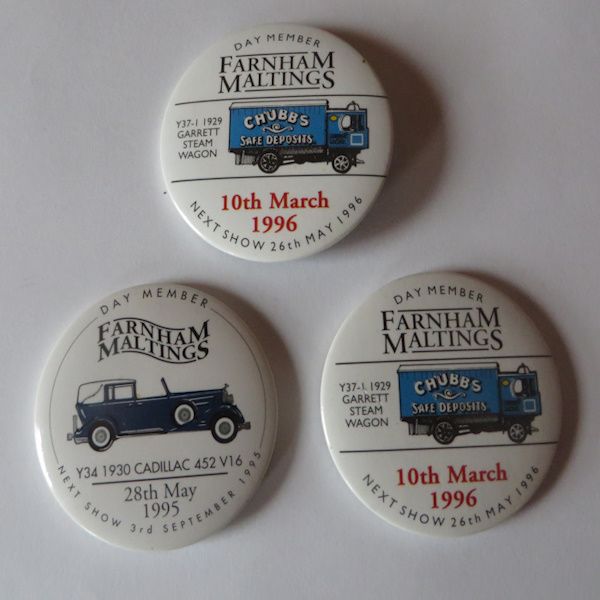 DAY MEMBER
FARNHAM
MALTINGS
Y37-1 1929
GARRETT
STEAM
WAGON
CHUBBS
SAFE DEPOSITS
10th March
1996
NEXT SHOW 26th MAY 1996
DAY MEMBER
FARNHAM
MALTINGS
Y34 1930 CADILLAC 452 V16
28th May
1995
NEXT SHOW 3rd SEPTEMBER 1995
DAY MEMBER
FARNHAM
MALTINGS
Y37-1. 1929
GARRETT
STEAM
WAGON
CHUBBS
SAFE DEPOSITS
10th March
1996
NEXT SHOW 26th MAY 1996